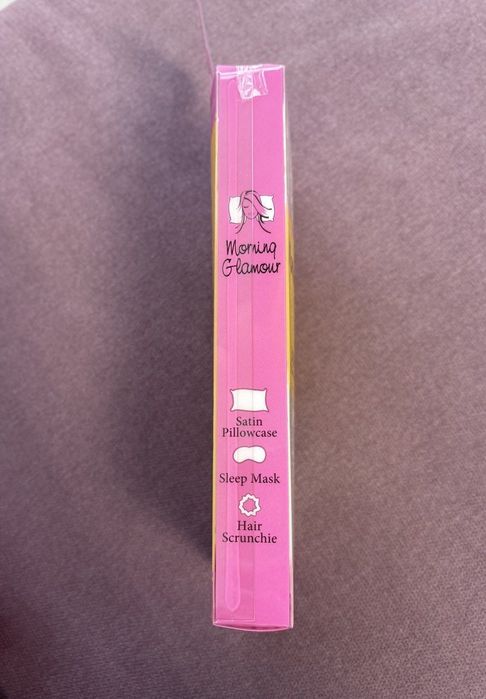 Morning
Glamour
Satin
Pillowcase
Sleep Mask
Hair
Scrunchie